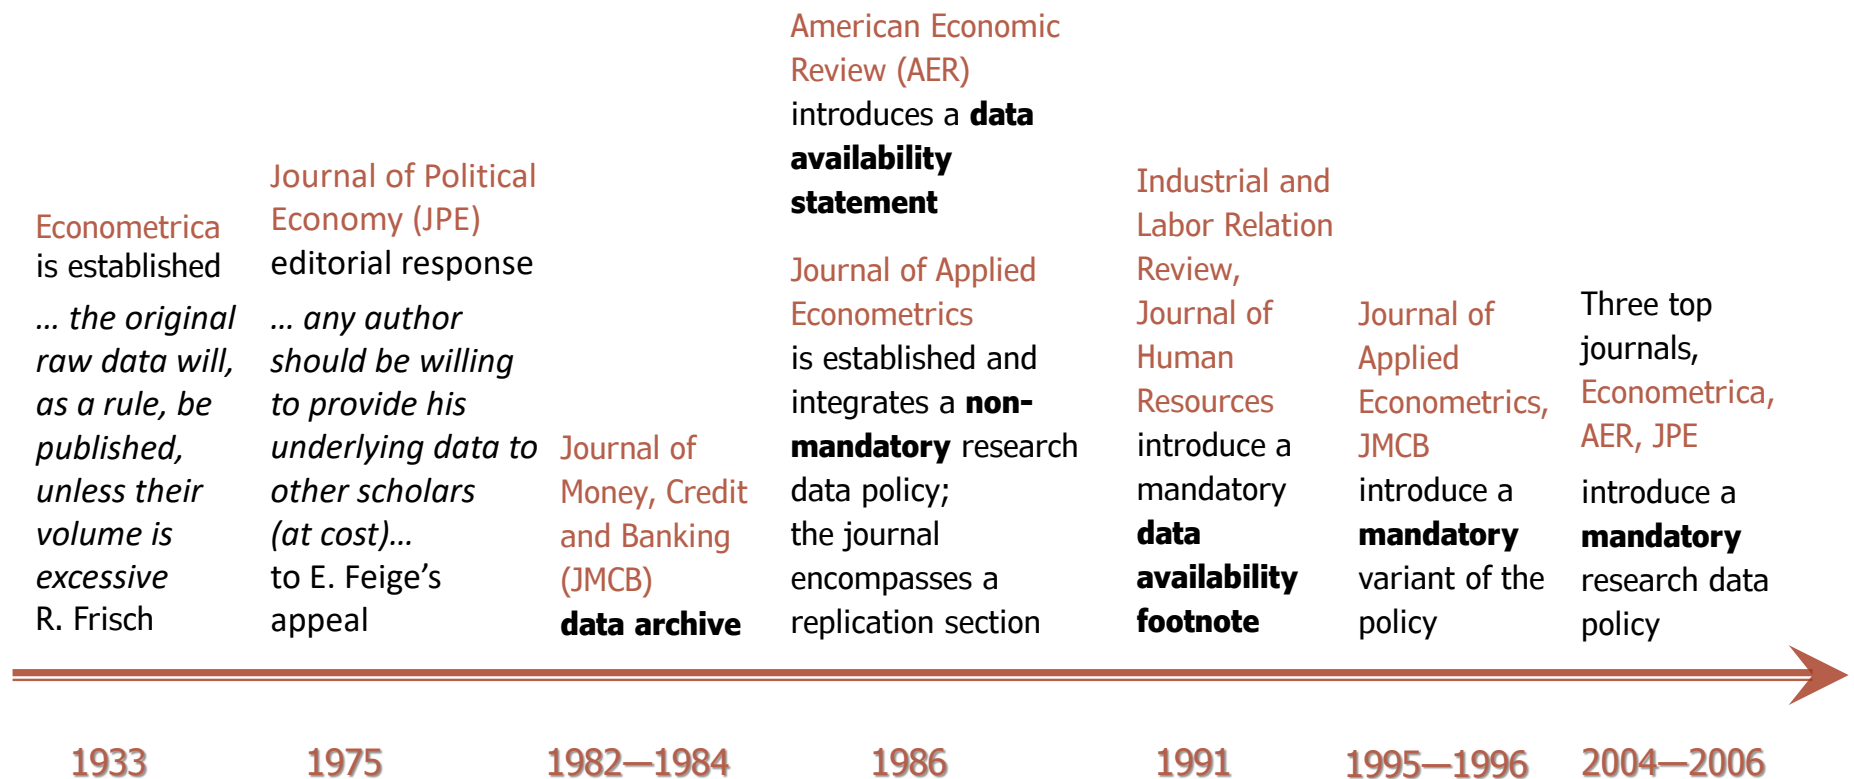 Econometrica
is established
… the original
raw data will,
as a rule, be
published,
unless their
volume is
excessive
R. Frisch
Journal of Political
Economy (JPE)
editorial response
… any author
should be willing
to provide his
underlying data to
other scholars
(at cost)…
to E. Feige’s
appeal
Journal of
Money, Credit
and Banking
(JMCB)
data archive
American Economic
Review (AER)
introduces a data
availability
statement
Journal of Applied
Econometrics
is established and
integrates a non-
mandatory research
data policy;
the journal
encompasses a
replication section
Industrial and
Labor Relation
Review,
Journal of
Human
Resources
introduce a
mandatory
data
availability
footnote
Journal of
Applied
Econometrics,
JMCB
introduce a
mandatory
variant of the
policy
Three top
journals,
Econometrica,
AER, JPE
introduce a
mandatory
research data
policy
1933
1975
1982—1984
1986
1991
1995—1996
2004—2006